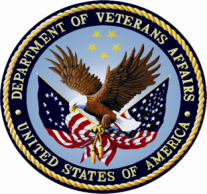 DEPARTMENT OF VETERANS AFFAIRS
UNITED STATES OF AMERICA